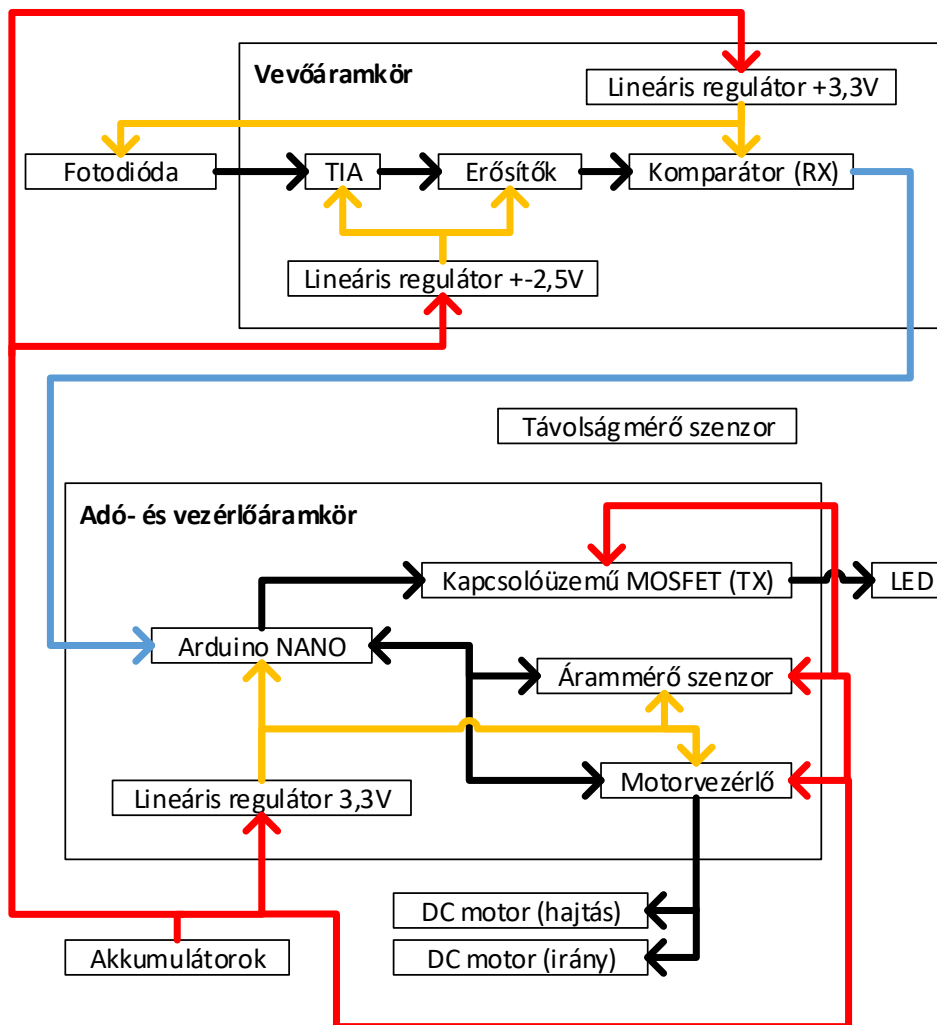 Vevőáramkör
Lineáris regulátor +3,3V
Fotodióda
TIA
Erősítők
Komparátor (RX)
Lineáris regulátor +-2,5V
Távolságmérő szenzor
Adó- és vezérlőáramkör
Kapcsolóüzemű MOSFET (TX)
LED
Arduino NANO
Árammérő szenzor
Motorvezérlő
Lineáris regulátor 3,3V
DC motor (hajtás)
Akkumulátorok
DC motor (irány)